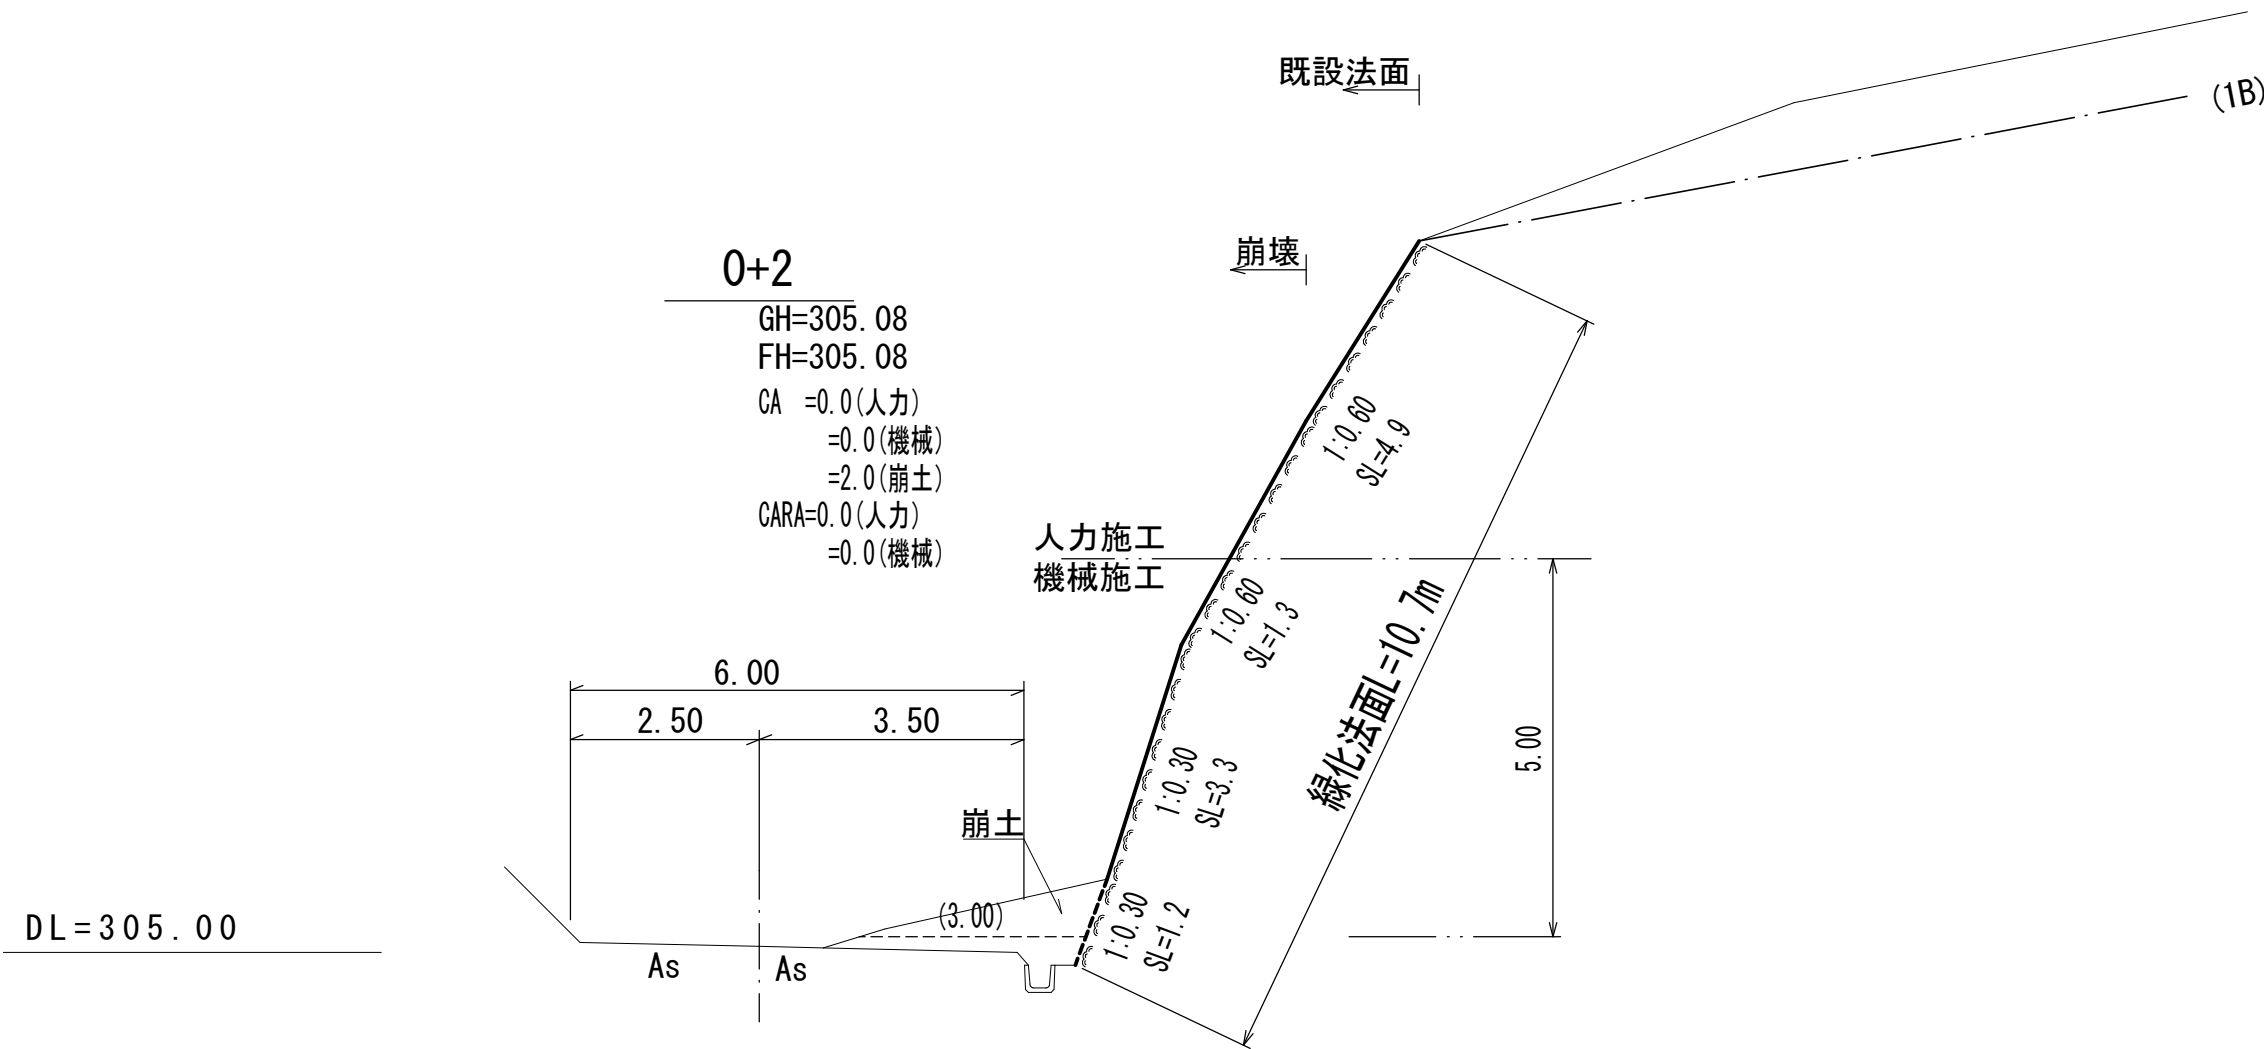 既設法面
(1B)
崩壊
0+2
GH=305.08
FH=305.08
CA =0.0(人力)
=0.0(機械)
=2.0(崩土)
CARA=0.0(人力)
=0.0(機械)
人力施工
機械施工
1:0.60
SL=4.9
1:0.60
SL=1.3
緑化法面L=10.7m
5.00
6.00
2.50
3.50
1:0.30
SL=3.3
崩土
(3.00)
1:0.30
SL=1.2
DL=305.00
As
As